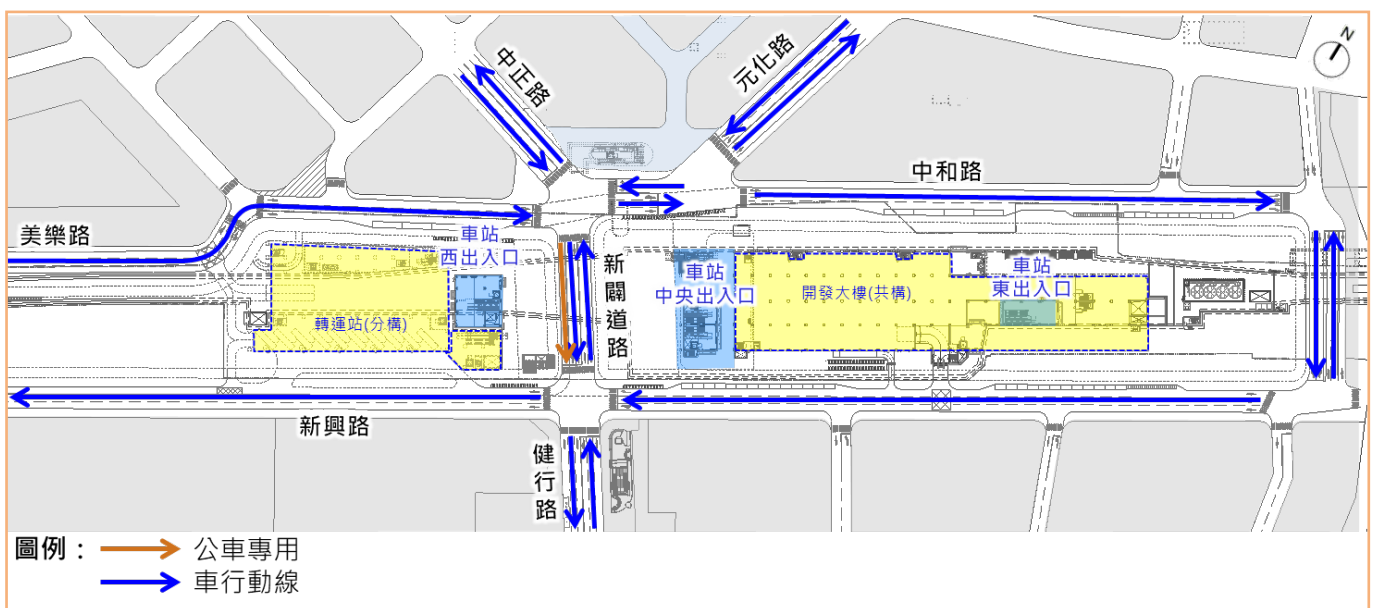 N
中正路
元化路
中和路
美樂路
車站
西出入口
新闢道路
車站
中央出入口
開發大樓(共構)
車站
東出入口
轉運站(分構)
新興路
健行路
圖例：
公車專用
車行動線